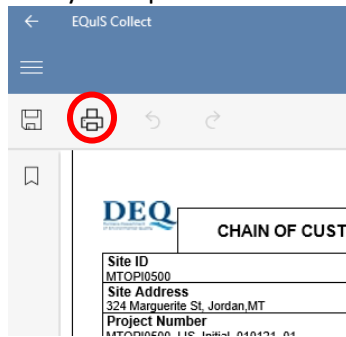 EQuIS Collect
DEQ
CHAIN OF CUST
Site ID
MTOPI0500
Site Address
324 Marguerite St, Jordan,MT
Project Number